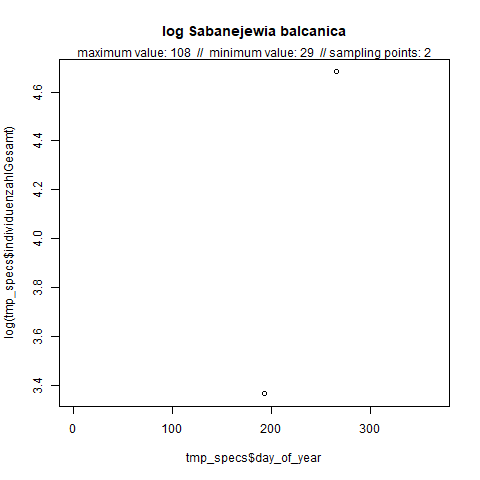 log Sabanejewia balcanica
maximum value: 108 // minimum value: 29 // sampling points: 2
log(tmp_specs$individuenzahlGesamt)
4.6
4.4
4.2
4.0
3.8
3.6
3.4
0 100 200 300
tmp_specs$day_of_year